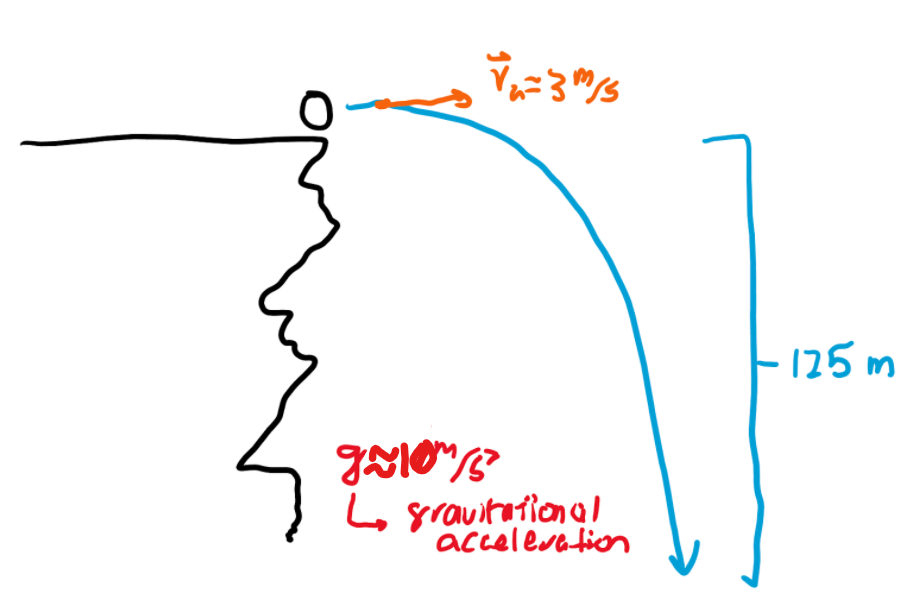 v⃗ₕ ≈ 3 m/s
125 m
g ≈ 10 m/s²
↳ gravitational
acceleration